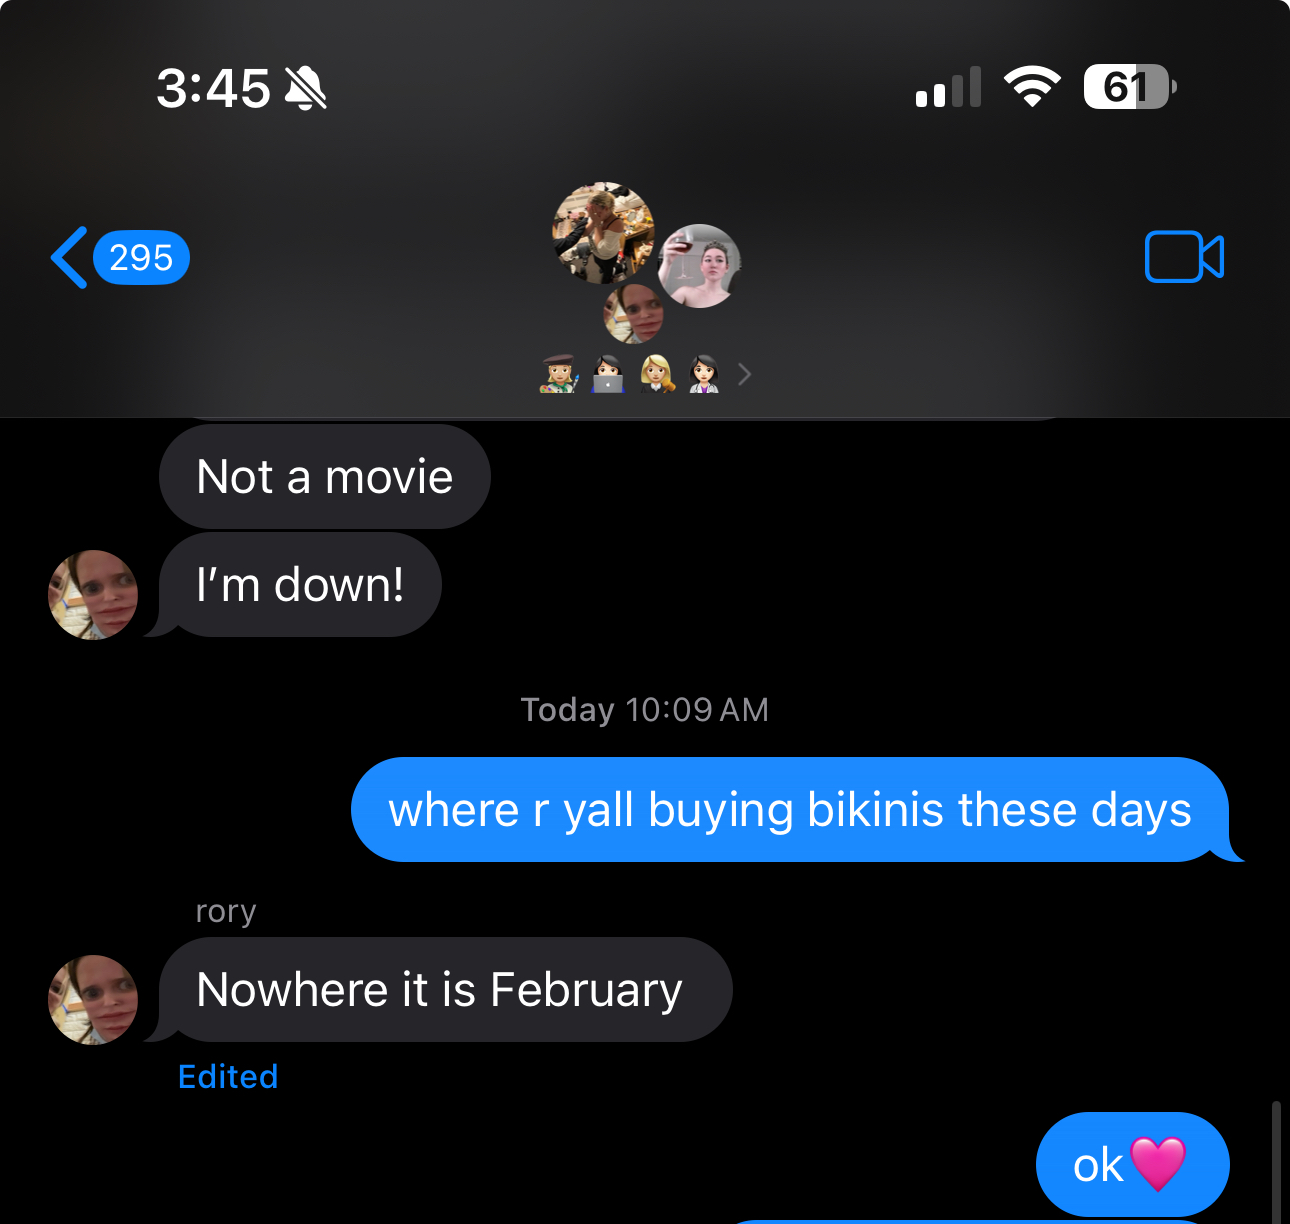 3:45
61
295
Not a movie
I’m down!
Today 10:09 AM
where r yall buying bikinis these days
rory
Nowhere it is February
Edited
ok🩷